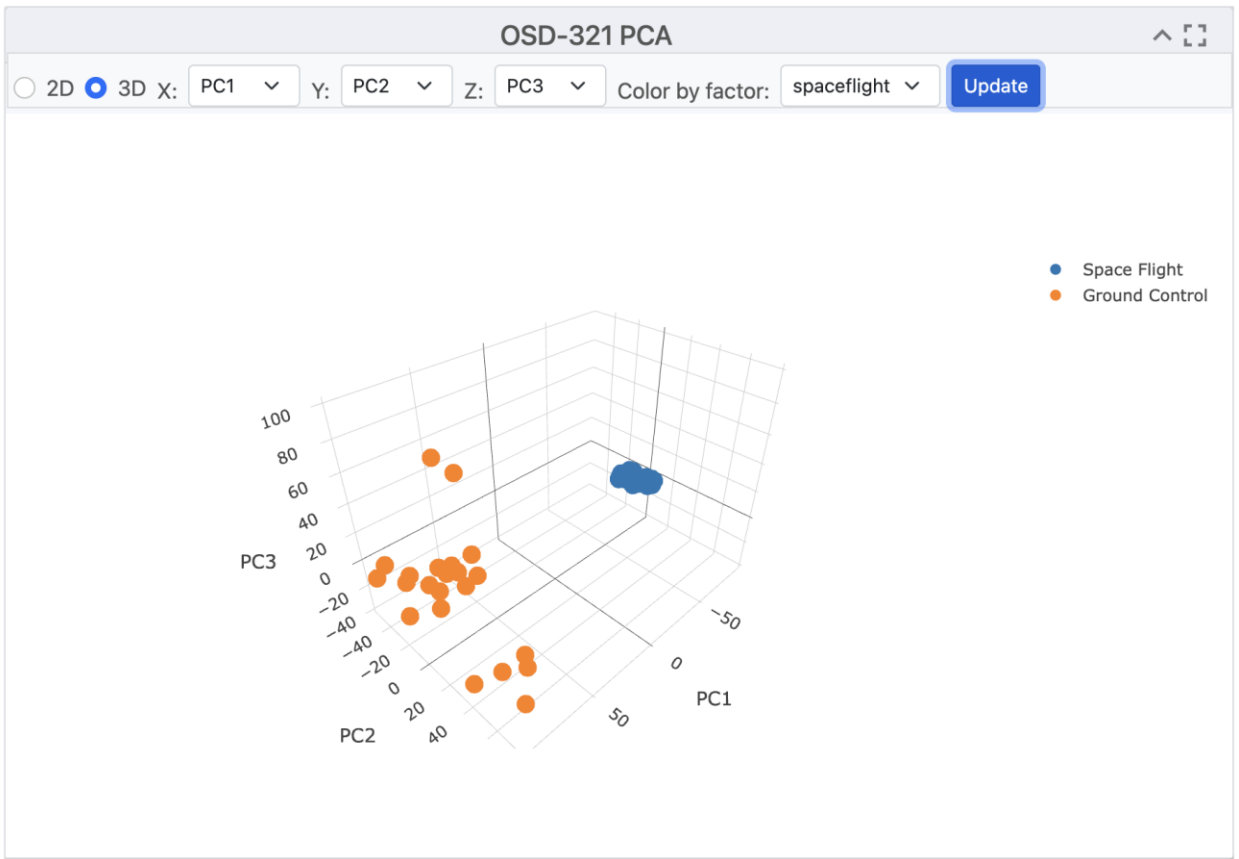 OSD-321 PCA
2D 3D X: PC1 Y: PC2 Z: PC3 Color by factor: spaceflight Update
Space Flight
Ground Control
100
80
60
40
20
0
−20
−40
PC3
−40
−20
0
20
40
PC2
−50
0
50
PC1